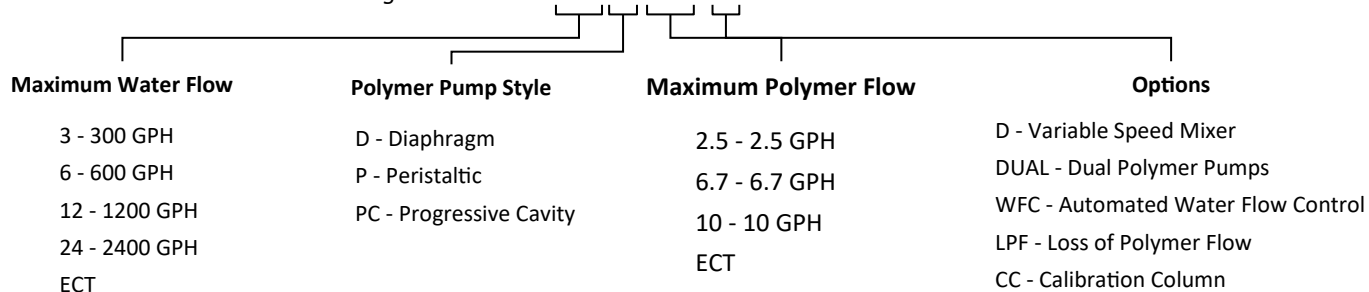 Maximum Water Flow
3 - 300 GPH
6 - 600 GPH
12 - 1200 GPH
24 - 2400 GPH
ECT
Polymer Pump Style
D - Diaphragm
P - Peristaltic
PC - Progressive Cavity
Maximum Polymer Flow
2.5 - 2.5 GPH
6.7 - 6.7 GPH
10 - 10 GPH
ECT
Options
D - Variable Speed Mixer
DUAL - Dual Polymer Pumps
WFC - Automated Water Flow Control
LPF - Loss of Polymer Flow
CC - Calibration Column